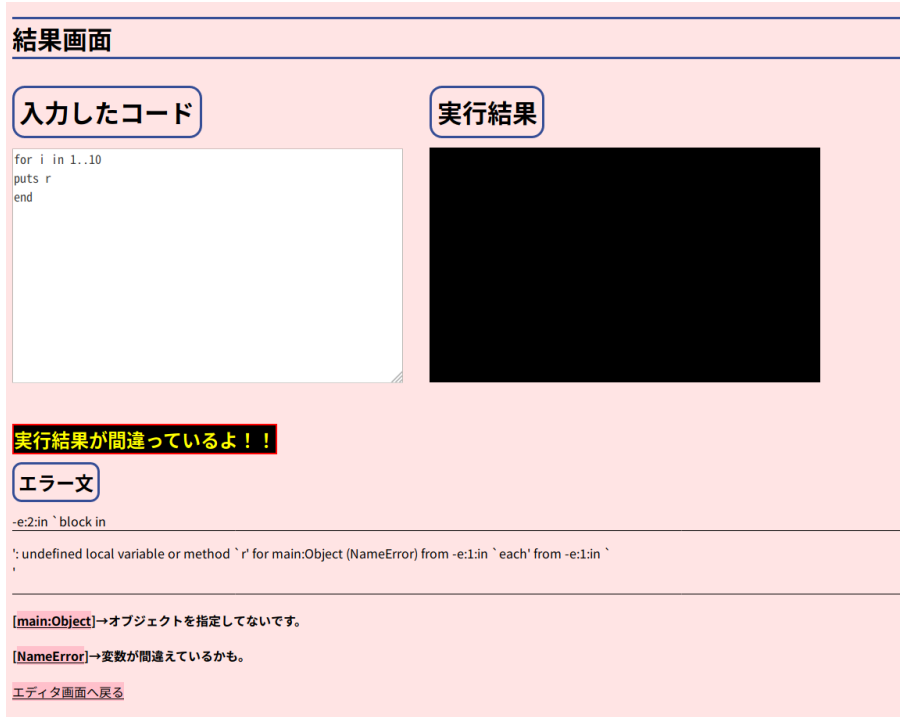 結果画面
入力したコード
実行結果
for i in 1..10
puts r
end
実行結果が間違っているよ！！
エラー文
-e:2:in `block in
': undefined local variable or method `r' for main:Object (NameError) from -e:1:in `each' from -e:1:in `
'
[main:Object]→オブジェクトを指定してないです。
[NameError]→変数が間違えているかも。
エディタ画面へ戻る